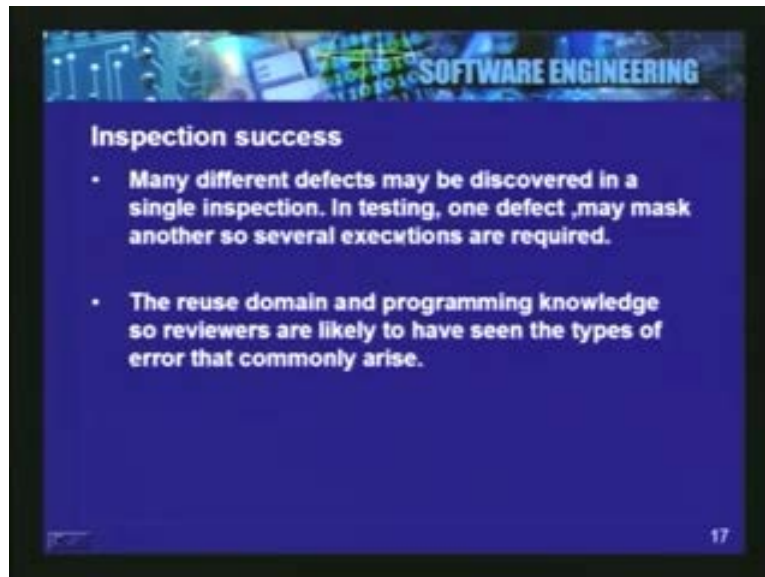 SOFTWARE ENGINEERING
Inspection success
• Many different defects may be discovered in a
single inspection. In testing, one defect ,may mask
another so several executions are required.
• The reuse domain and programming knowledge
so reviewers are likely to have seen the types of
error that commonly arise.
17